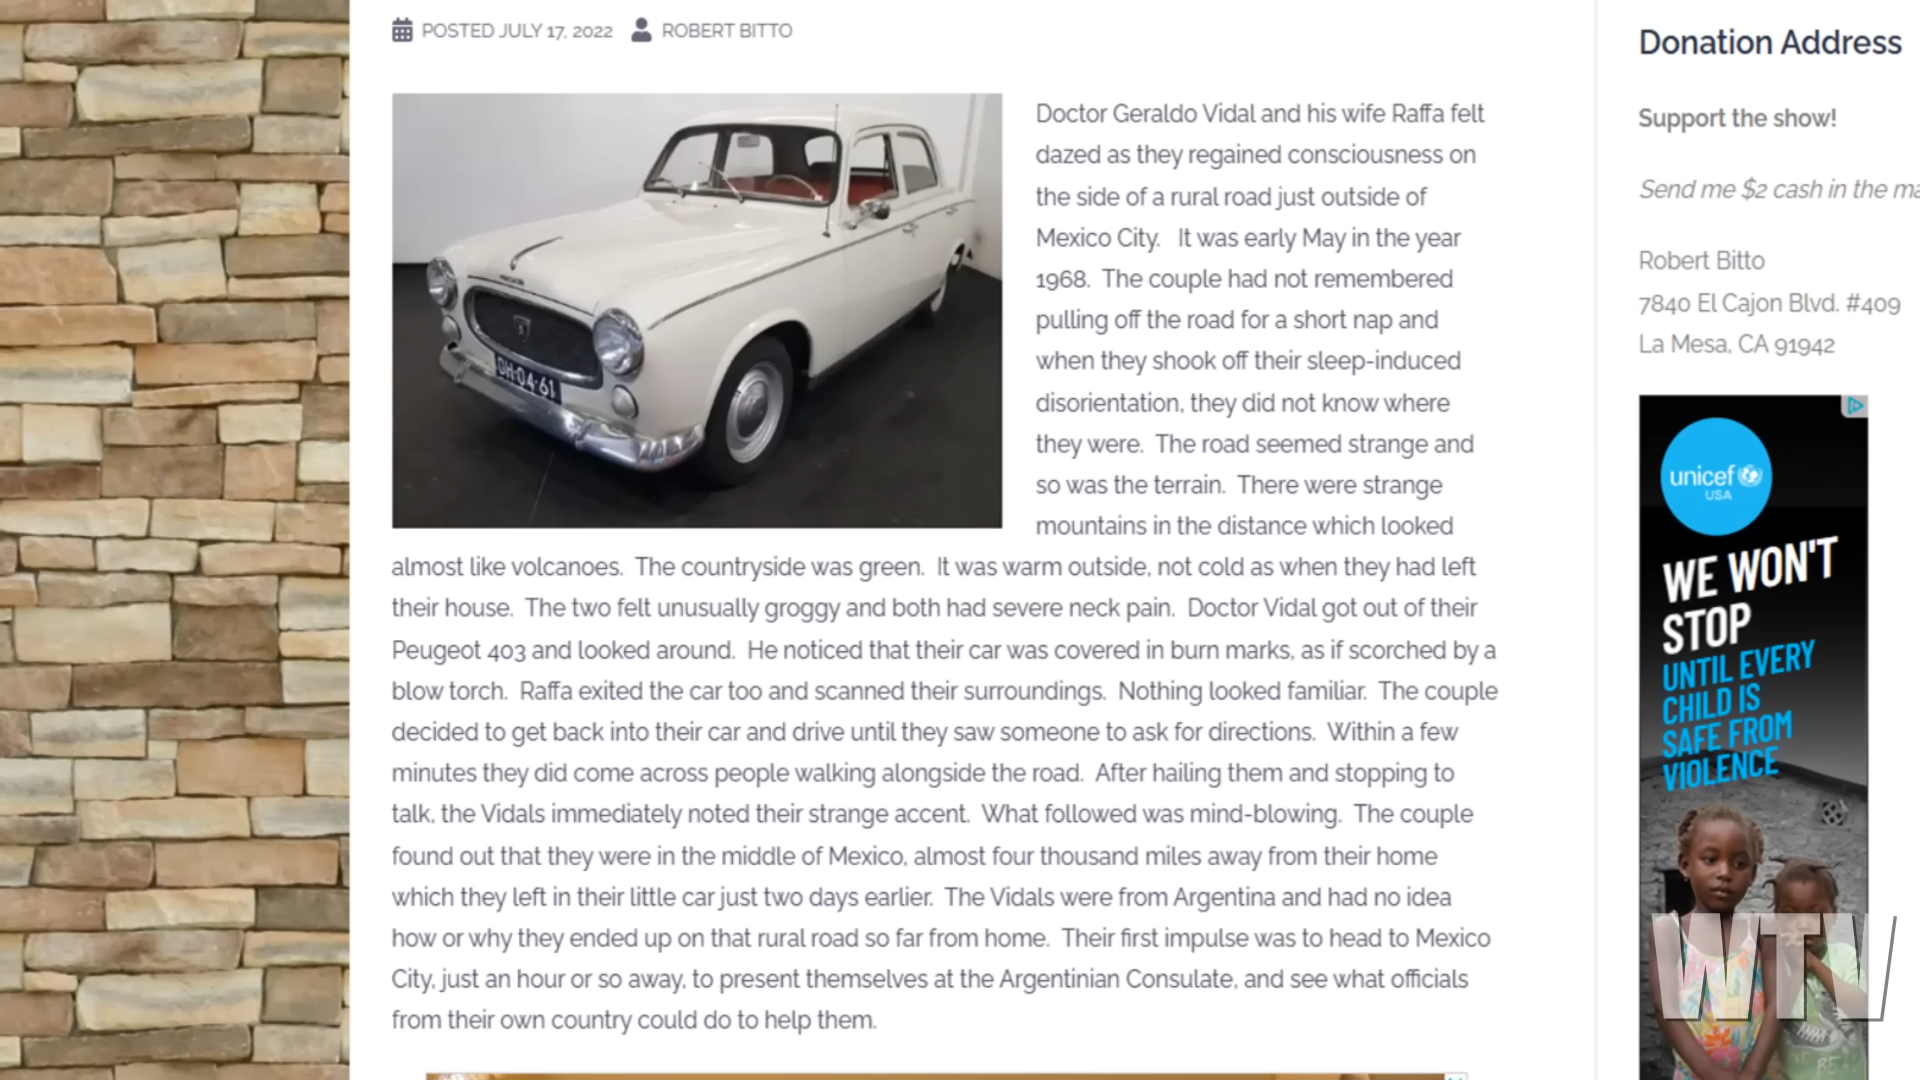 POSTED JULY 17, 2022 ROBERT BITTO
DH-04-61
Doctor Geraldo Vidal and his wife Raffa felt
dazed as they regained consciousness on
the side of a rural road just outside of
Mexico City.   It was early May in the year
1968.  The couple had not remembered
pulling off the road for a short nap and
when they shook off their sleep-induced
disorientation, they did not know where
they were.  The road seemed strange and
so was the terrain.  There were strange
mountains in the distance which looked
almost like volcanoes.  The countryside was green.  It was warm outside, not cold as when they had left
their house.  The two felt unusually groggy and both had severe neck pain.  Doctor Vidal got out of their
Peugeot 403 and looked around.  He noticed that their car was covered in burn marks, as if scorched by a
blow torch.  Raffa exited the car too and scanned their surroundings.  Nothing looked familiar.  The couple
decided to get back into their car and drive until they saw someone to ask for directions.  Within a few
minutes they did come across people walking alongside the road.  After hailing them and stopping to
talk, the Vidals immediately noted their strange accent.  What followed was mind-blowing.  The couple
found out that they were in the middle of Mexico, almost four thousand miles away from their home
which they left in their little car just two days earlier.  The Vidals were from Argentina and had no idea
how or why they ended up on that rural road so far from home.  Their first impulse was to head to Mexico
City, just an hour or so away, to present themselves at the Argentinian Consulate, and see what officials
from their own country could do to help them.
Donation Address
Support the show!
Send me $2 cash in the ma
Robert Bitto
7840 El Cajon Blvd. #409
La Mesa, CA 91942
unicef
USA
WE WON'T
STOP
UNTIL EVERY
CHILD IS
SAFE FROM
VIOLENCE
WTV